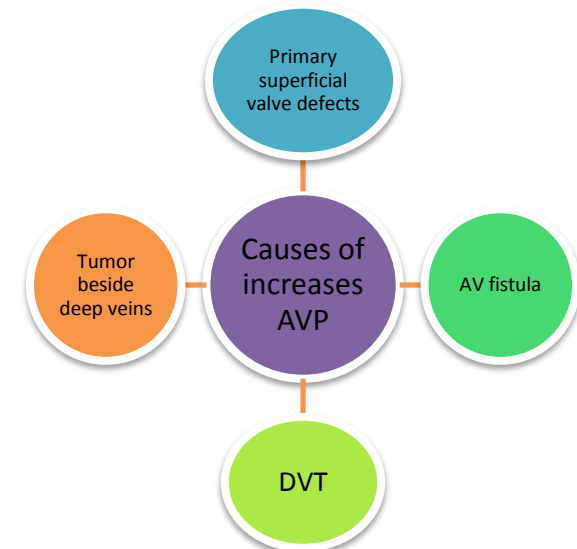 Primary
superficial
valve defects
Tumor
beside
deep veins
Causes of
increases
AVP
AV fistula
DVT